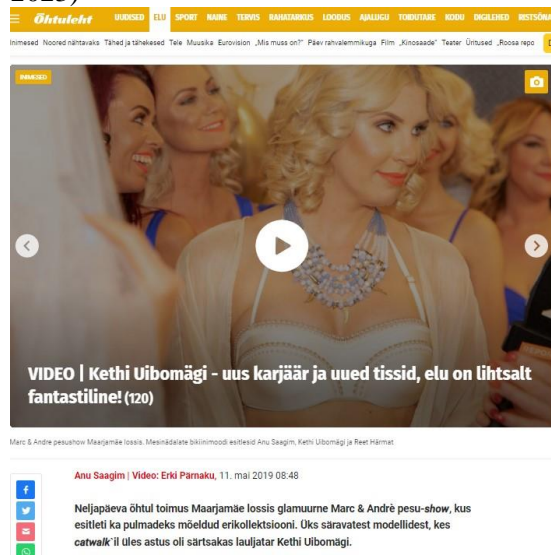 2023)
Õhtuleht UUDISED ELU SPORT NAINE TERVIS RAHATARKUS LOODUS AJALUGU TOIDUTARE KODU DIGILEHED RISTSÕNA
Inimesed Noored nähtavaks Tähed ja tähekesed Tele Muusika Eurovision „Mis muss on?" Päev rahvalemmikuga Film „Kinosaade" Teater Üritused „Roosa repo
INIMESED
VIDEO | Kethi Uibomägi - uus karjäär ja uued tissid, elu on lihtsalt
fantastiline! (120)
Marc & Andre pesushow Maarjamäe lossis. Mesinädalate bikiinimoodi esitlesid Anu Saagim, Kethi Uibomägi ja Reet Härmat
Anu Saagim | Video: Erki Pärnaku, 11. mai 2019 08:48
Neljapäeva õhtul toimus Maarjamäe lossis glamuurne Marc & Andrè pesu-show, kus
esitleti ka pulmadeks mõeldud erikollektsiooni. Üks säravatest modellidest, kes
catwalk`il üles astus oli särtsakas lauljatar Kethi Uibomägi.